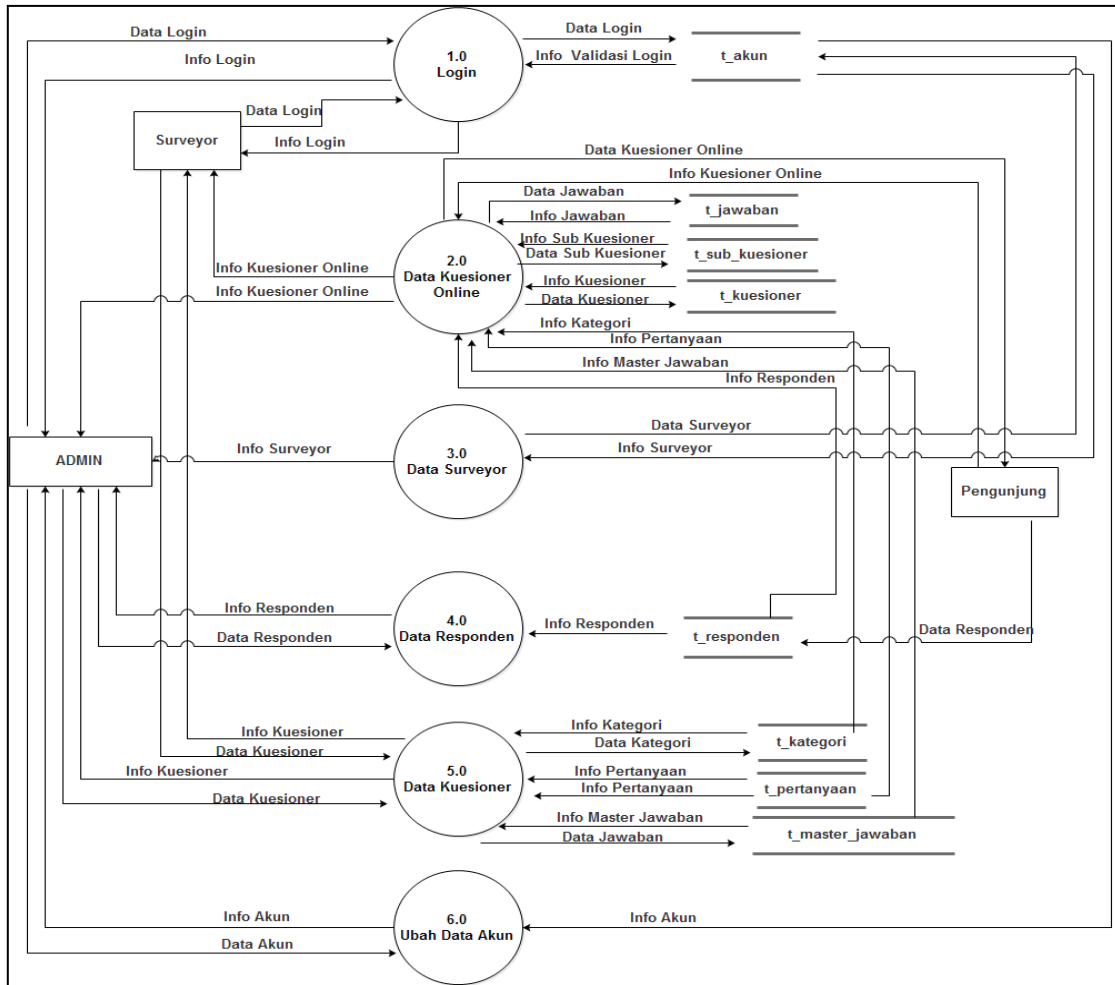 Data Login
Data Login
1.0
Login
Info Login
Info Validasi Login
t_akun
Data Login
Surveyor
Info Login
Data Kuesioner Online
Info Kuesioner Online
Data Jawaban
t_jawaban
Info Jawaban
Info Sub Kuesioner
t_sub_kuesioner
Data Sub Kuesioner
2.0
Data Kuesioner
Online
Info Kuesioner Online
Info Kuesioner
t_kuesioner
Info Kuesioner Online
Data Kuesioner
Info Kategori
Info Pertanyaan
Info Master Jawaban
Info Responden
Data Surveyor
ADMIN
Info Surveyor
3.0
Data Surveyor
Info Surveyor
Pengunjung
Info Responden
4.0
Data Responden
Data Responden
Info Responden
t_responden
Data Responden
Info Kategori
Info Kuesioner
Data Kategori
t_kategori
Data Kuesioner
5.0
Data Kuesioner
Info Kuesioner
Info Pertanyaan
Info Pertanyaan
t_pertanyaan
Data Kuesioner
Info Master Jawaban
Data Jawaban
t_master_jawaban
Info Akun
6.0
Ubah Data Akun
Info Akun
Data Akun